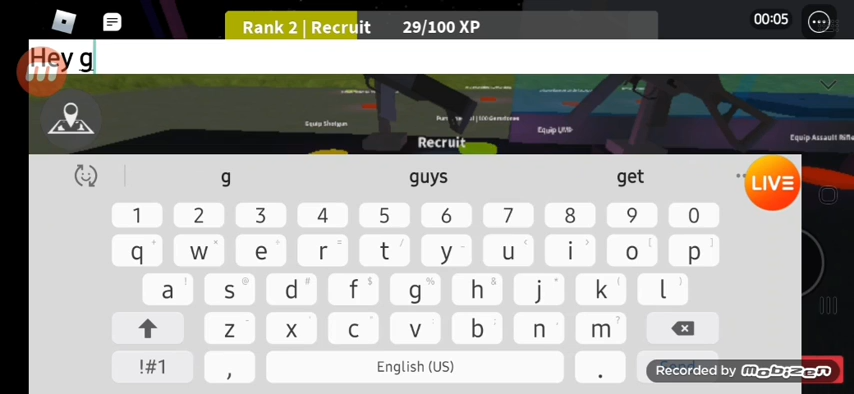 Rank 2 | Recruit 29/100 XP
00:05
Hey g
Equip Shotgun
Equip UMP
Equip Assault Rifle
Recruit
g guys get
LIVE
1 2 3 4 5 6 7 8 9 0
q w e r t y u i o p
a s d f g h j k l
z x c v b n m
!#1 , English (US) .
Recorded by MOBIZEN